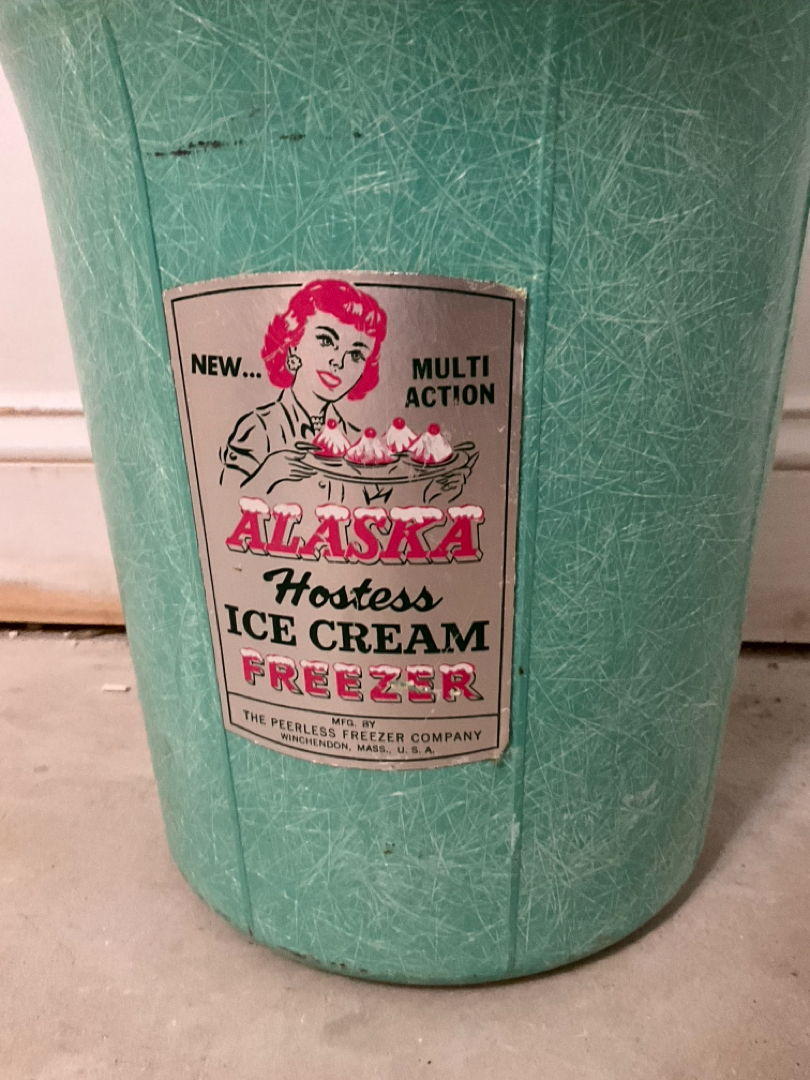 NEW...
MULTI
ACTION
ALASKA
Hostess
ICE CREAM
FREEZER
MFG. BY
THE PEERLESS FREEZER COMPANY
WINCHENDON, MASS., U. S. A.